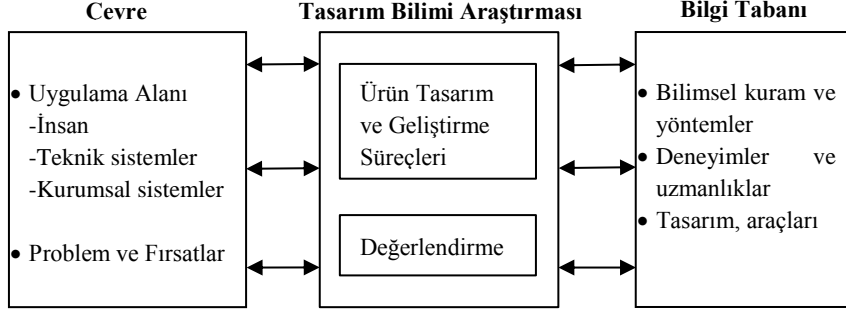 Cevre
Tasarım Bilimi Araştırması
Bilgi Tabanı
• Uygulama Alanı
-İnsan
-Teknik sistemler
-Kurumsal sistemler
• Problem ve Fırsatlar
Ürün Tasarım
ve Geliştirme
Süreçleri
Değerlendirme
• Bilimsel kuram ve
yöntemler
• Deneyimler ve
uzmanlıklar
• Tasarım, araçları